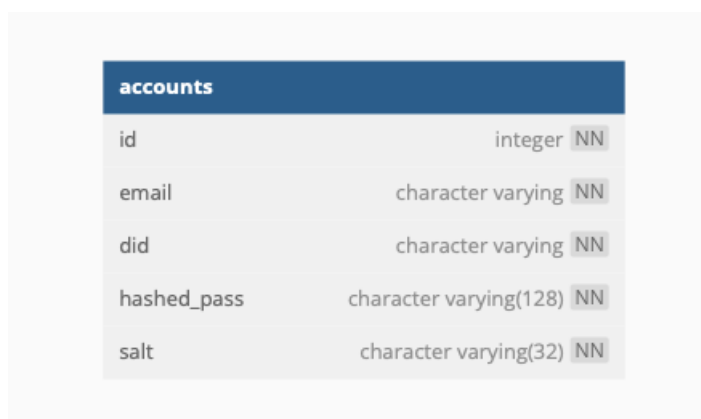 accounts
id integer NN
email character varying NN
did character varying NN
hashed_pass character varying(128) NN
salt character varying(32) NN